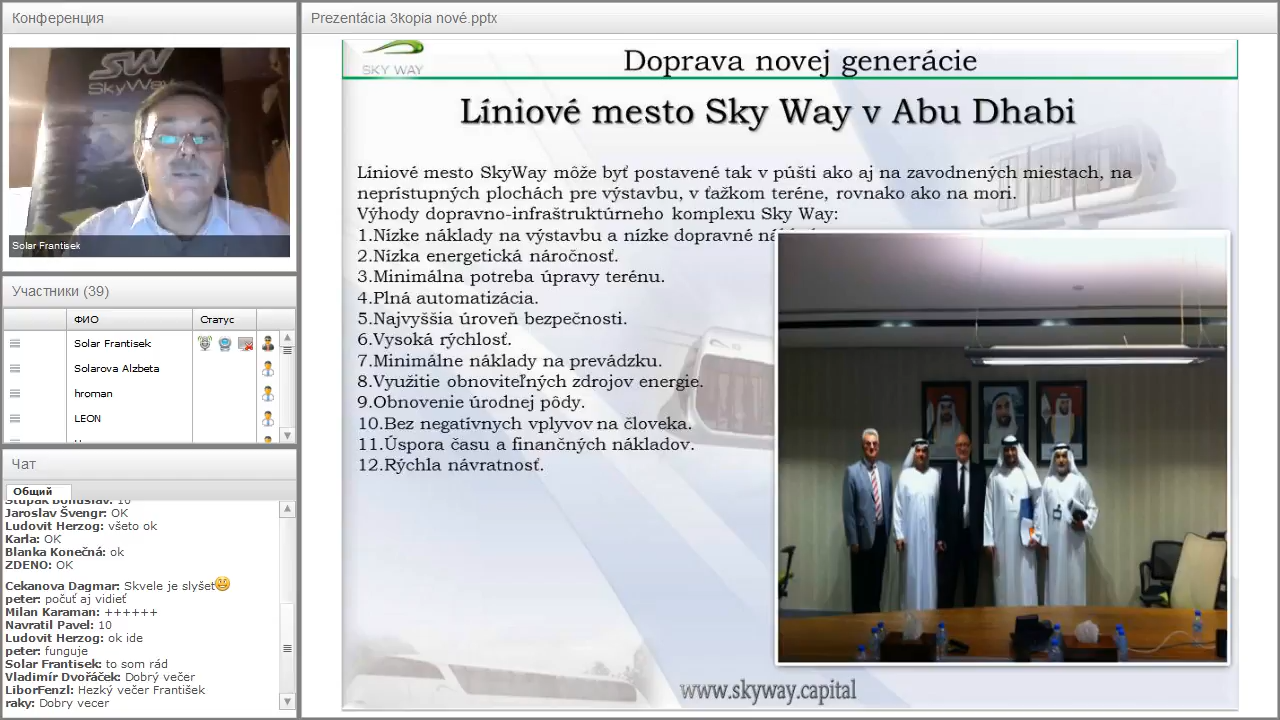 Конференция
SW
SkyWay
Solar Frantisek
Участники (39)
ФИО
Статус
Solar Frantisek
Solarova Alzbeta
hroman
LEON
Чат
Общий
Stupak Bohuslav: 10
Jaroslav Švengr: OK
Ludovit Herzog: všeto ok
Karla: OK
Blanka Konečná: ok
ZDENO: OK
Cekanova Dagmar: Skvele je slyšet
peter: počuť aj vidieť
Milan Karaman: ++++++
Navratil Pavel: 10
Ludovit Herzog: ok ide
peter: funguje
Solar Frantisek: to som rád
Vladimír Dvořáček: Dobrý večer
LiborFenzl: Hezký večer František
raky: Dobry vecer
Prezentácia 3kopia nové.pptx
SKY WAY
Doprava novej generácie
Líniové mesto Sky Way v Abu Dhabi
Líniové mesto SkyWay môže byť postavené tak v púšti ako aj na zavodnených miestach, na
neprístupných plochách pre výstavbu, v ťažkom teréne, rovnako ako na mori.
Výhody dopravno-infraštruktúrneho komplexu Sky Way:
1.Nízke náklady na výstavbu a nízke dopravné
2.Nízka energetická náročnosť.
3.Minimálna potreba úpravy terénu.
4.Plná automatizácia.
5.Najvyššia úroveň bezpečnosti.
6.Vysoká rýchlosť.
7.Minimálne náklady na prevádzku.
8.Využitie obnoviteľných zdrojov energie.
9.Obnovenie úrodnej pôdy.
10.Bez negatívnych vplyvov na človeka.
11.Úspora času a finančných nákladov.
12.Rýchla návratnosť.
www.skyway.capital